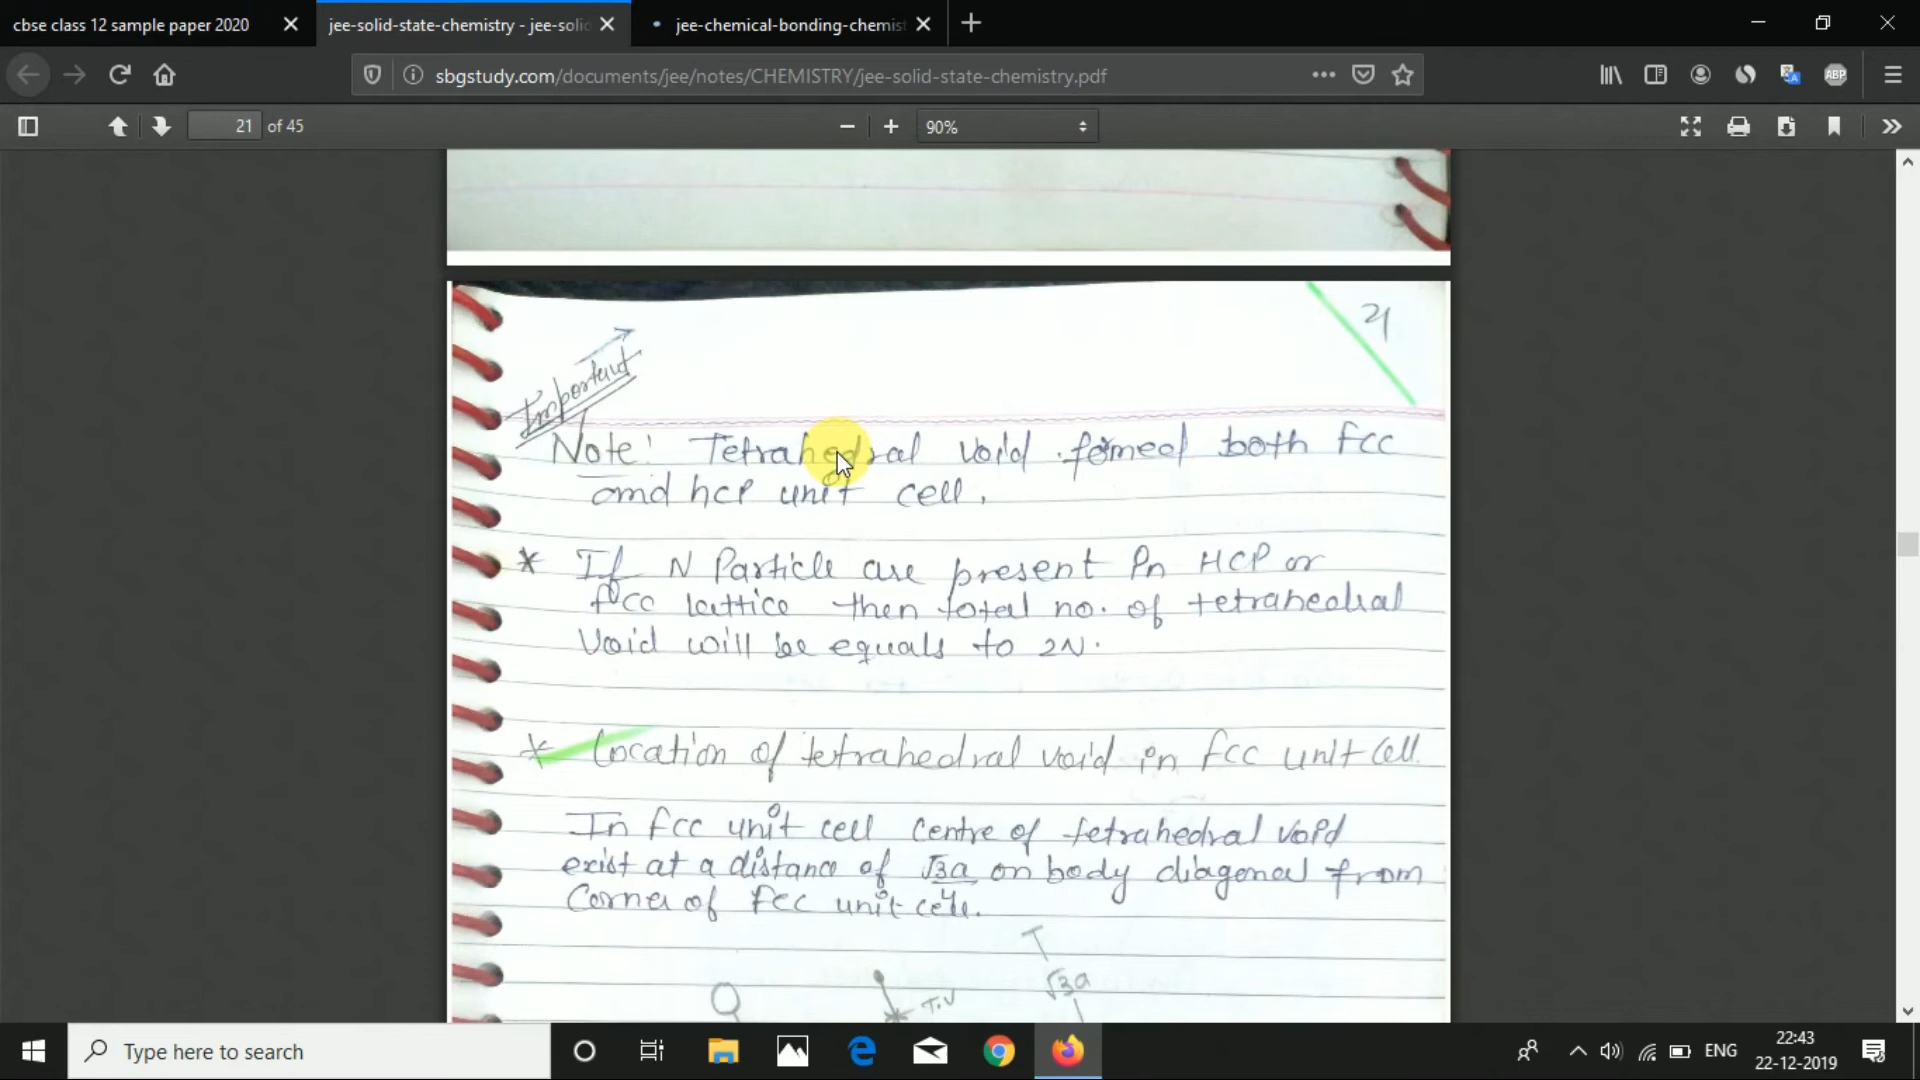 cbse class 12 sample paper 2020
jee-solid-state-chemistry - jee-soli
jee-chemical-bonding-chemis
sbgstudy.com/documents/jee/notes/CHEMISTRY/jee-solid-state-chemistry.pdf
ABP
21 of 45
90%
21
Important
Note! Tetrahedral Void formed both fcc
and hcp unit cell.
* If N Particle are present in HCP or
fcc lattice then total no. of tetrahedral
Void will be equals to 2N.
* Location of tetrahedral void in fcc unit cell.
In fcc unit cell centre of tetrahedral void
exist at a distance of √3a/4 on body diagonal from
Corner of fcc unit cell.
T.V
√3a
Type here to search
ENG
22:43
22-12-2019